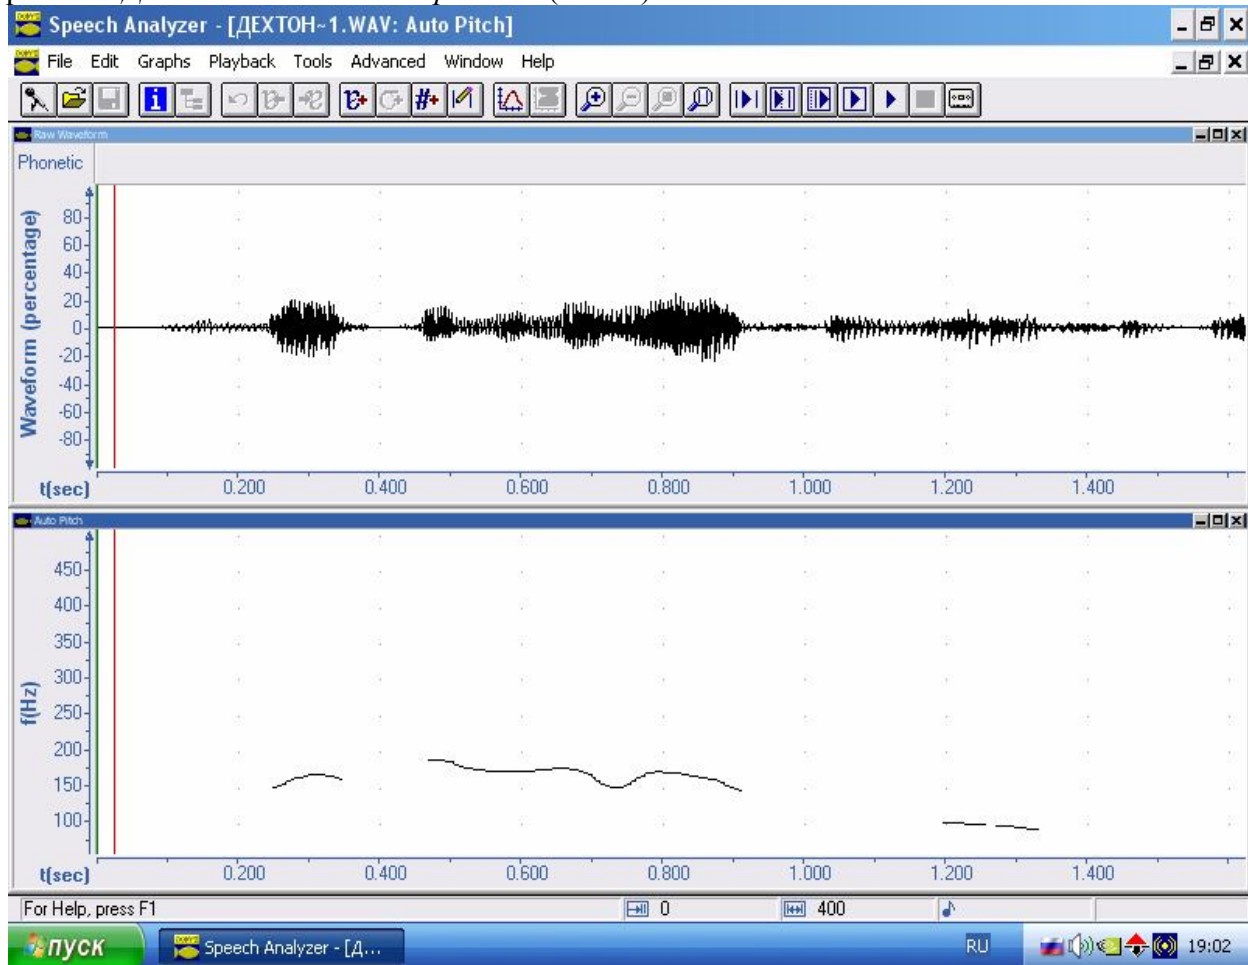 Speech Analyzer - [ДЕХТОН~1.WAV: Auto Pitch]
File Edit Graphs Playback Tools Advanced Window Help
Raw Waveform
Phonetic
Waveform (percentage)
80
60
40
20
0
-20
-40
-60
-80
t(sec) 0.200 0.400 0.600 0.800 1.000 1.200 1.400
Auto Pitch
f(Hz)
450
400
350
300
250
200
150
100
t(sec) 0.200 0.400 0.600 0.800 1.000 1.200 1.400
For Help, press F1 0 400
пуск Speech Analyzer - [Д... RU 19:02